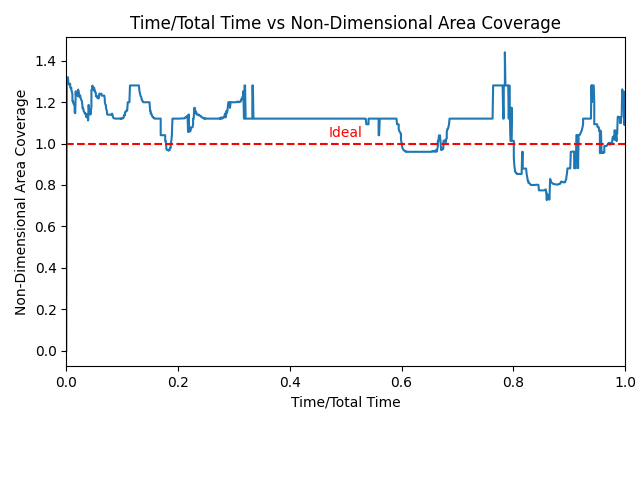 Time/Total Time vs Non-Dimensional Area Coverage
Non-Dimensional Area Coverage
1.4
1.2
1.0
0.8
0.6
0.4
0.2
0.0
Ideal
0.0 0.2 0.4 0.6 0.8 1.0
Time/Total Time